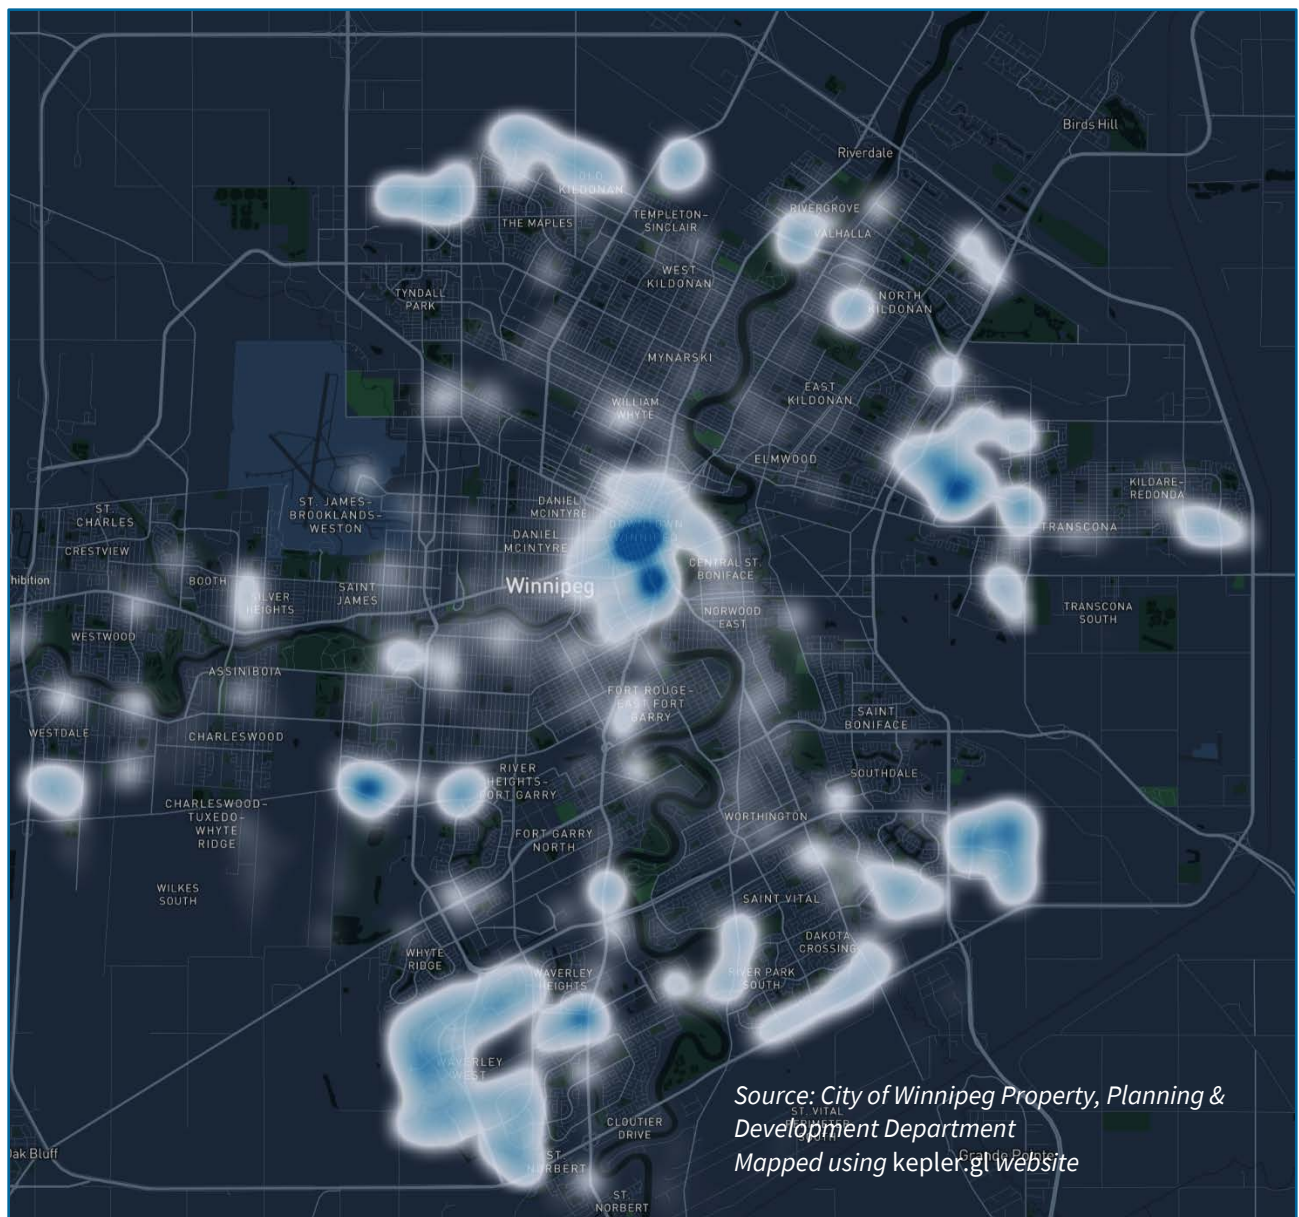 Birds Hill
Riverdale
OLD
KILDONAN
RIVERGROVE
TEMPLETON-
SINCLAIR
THE MAPLES
VALHALLA
WEST
KILDONAN
TYNDALL
PARK
NORTH
KILDONAN
MYNARSKI
EAST
KILDONAN
WILLIAM
WHYTE
ELMWOOD
KILDARE-
REDONDA
ST. JAMES-
BROOKLANDS-
WESTON
DANIEL
MCINTYRE
ST.
CHARLES
TRANSCONA
DANIEL
MCINTYRE
CRESTVIEW
CENTRAL ST.
BONIFACE
hibition
BOOTH
SILVER
HEIGHTS
SAINT
JAMES
Winnipeg
NORWOOD
EAST
TRANSCONA
SOUTH
WESTWOOD
ASSINIBOIA
FORT ROUGE-
EAST FORT
GARRY
SAINT
BONIFACE
WESTDALE
CHARLESWOOD
RIVER
HEIGHTS-
FORT GARRY
SOUTHDALE
CHARLESWOOD-
TUXEDO-
WHYTE
RIDGE
WORTHINGTON
FORT GARRY
NORTH
WILKES
SOUTH
SAINT VITAL
DAKOTA
CROSSING
WHYTE
RIDGE
WAVERLEY
HEIGHTS
RIVER PARK
SOUTH
WAVERLEY
WEST
Source: City of Winnipeg Property, Planning &
Development Department
Mapped using kepler.gl website
ST. VITAL
PERIMETER
SOUTH
CLOUTIER
DRIVE
Grande Pointe
Oak Bluff
ST.
NORBERT
ST.
NORBERT